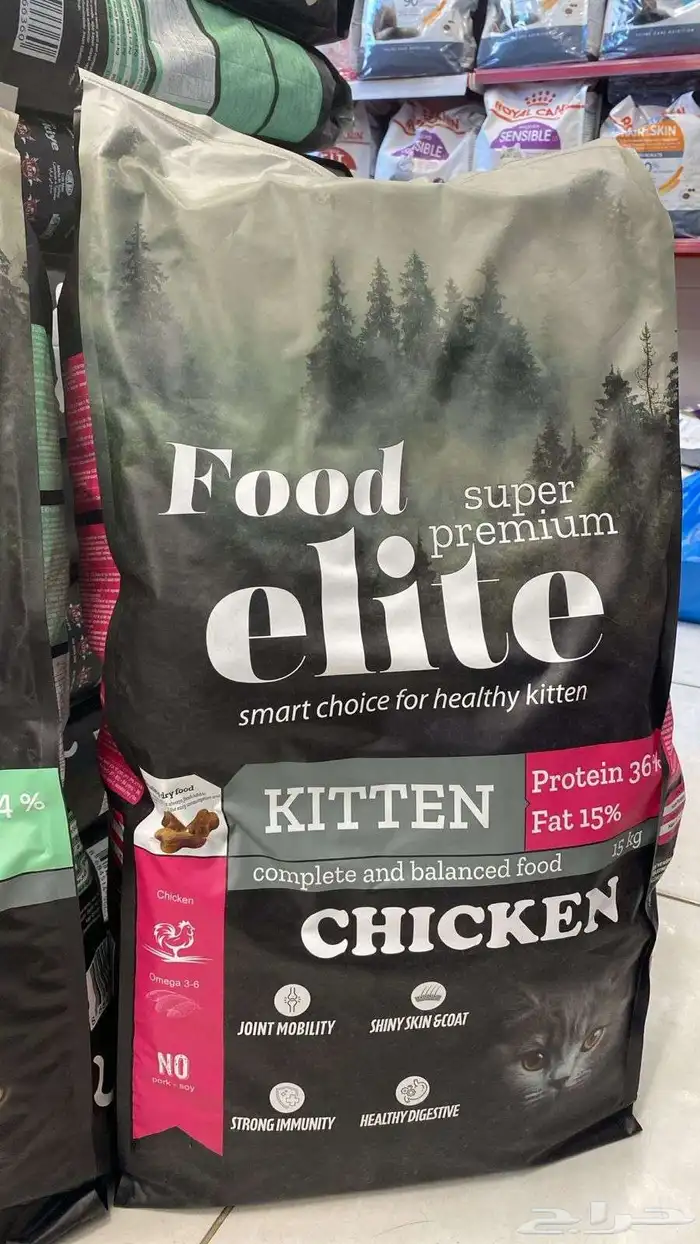 ROYAL CANIN
SENSIBLE
SKIN
Food
super
premium
elite
smart choice for healthy kitten
4 %
dry food
KITTEN
Protein 36%
Fat 15%
15 kg
complete and balanced food
CHICKEN
Chicken
Omega 3-6
NO
pork - soy
JOINT MOBILITY
SHINY SKIN & COAT
STRONG IMMUNITY
HEALTHY DIGESTIVE
حراج